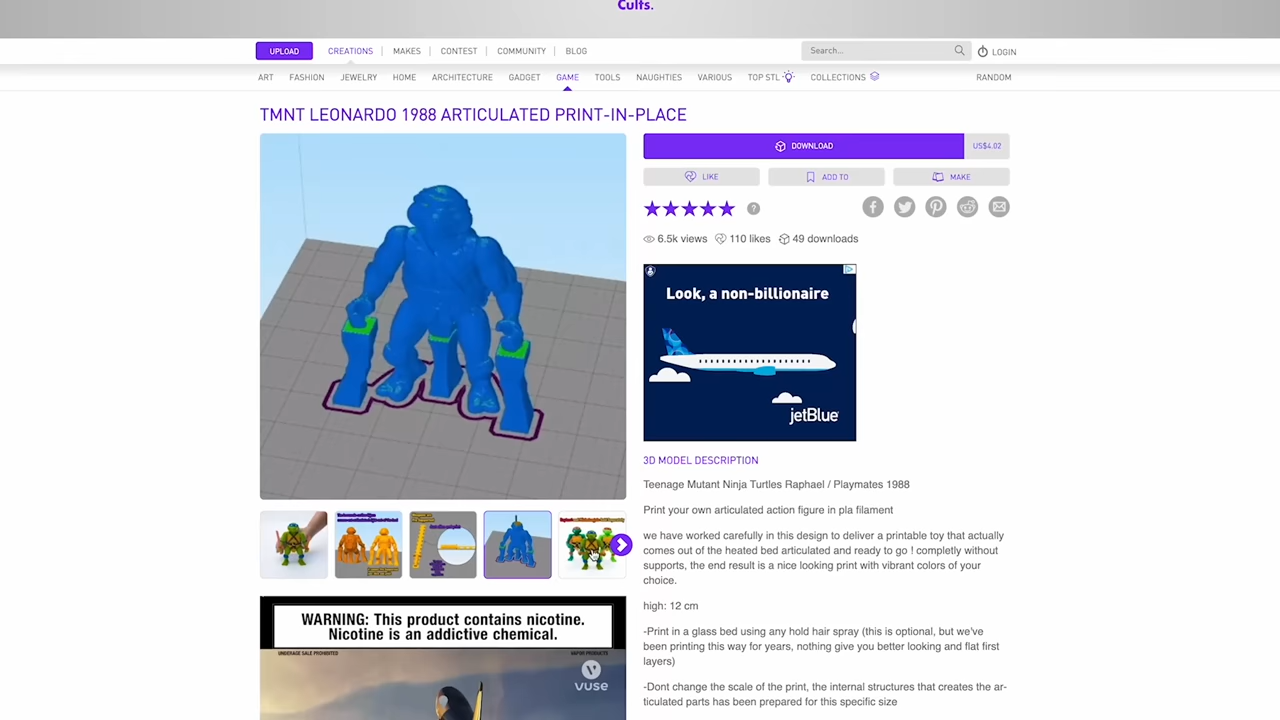 Cults.
UPLOAD CREATIONS MAKES CONTEST COMMUNITY BLOG Search... LOGIN
ART FASHION JEWELRY HOME ARCHITECTURE GADGET GAME TOOLS NAUGHTIES VARIOUS TOP STL COLLECTIONS RANDOM
TMNT LEONARDO 1988 ARTICULATED PRINT-IN-PLACE
DOWNLOAD US$4.02
LIKE ADD TO MAKE
?
6.5k views 110 likes 49 downloads
Look, a non-billionaire
jetBlue
3D MODEL DESCRIPTION
Teenage Mutant Ninja Turtles Raphael / Playmates 1988
Print your own articulated action figure in pla filament
we have worked carefully in this design to deliver a printable toy that actually
comes out of the heated bed articulated and ready to go ! completly without
supports, the end result is a nice looking print with vibrant colors of your
choice.
high: 12 cm
-Print in a glass bed using any hold hair spray (this is optional, but we've
been printing this way for years, nothing give you better looking and flat first
layers)
-Dont change the scale of the print, the internal structures that creates the ar-
ticulated parts has been prepared for this specific size
WARNING: This product contains nicotine.
Nicotine is an addictive chemical.
UNDERAGE SALE PROHIBITED
VAPOR PRODUCTS
vuse